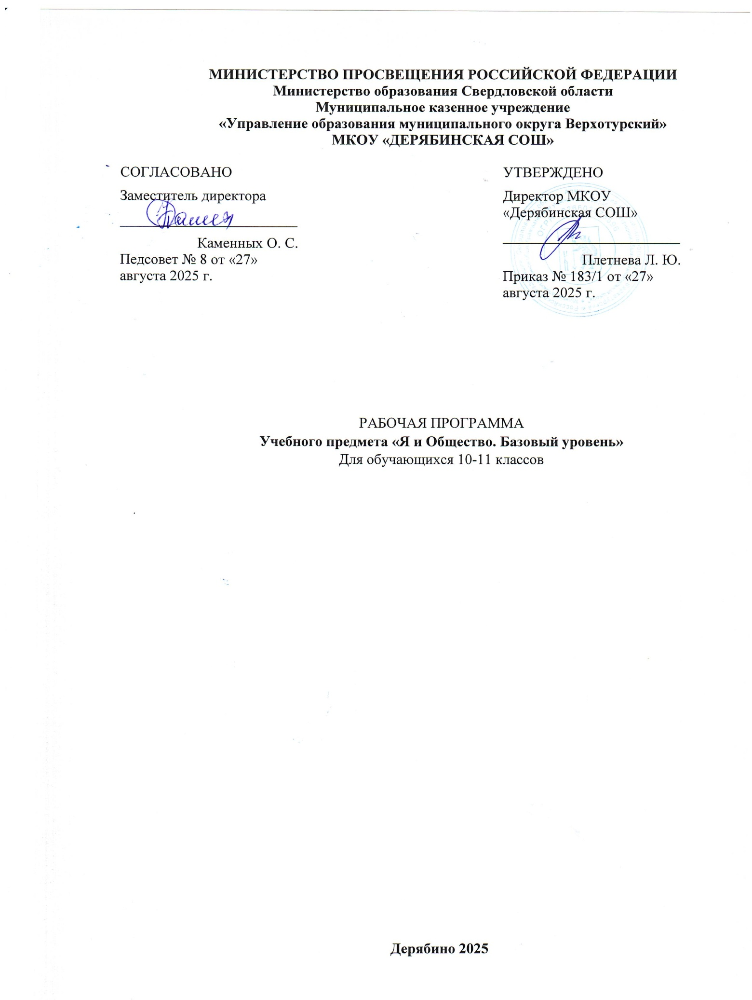 МИНИСТЕРСТВО ПРОСВЕЩЕНИЯ РОССИЙСКОЙ ФЕДЕРАЦИИ
Министерство образования Свердловской области
Муниципальное казенное учреждение
«Управление образования муниципального округа Верхотурский»
МКОУ «ДЕРЯБИНСКАЯ СОШ»
СОГЛАСОВАНО
Заместитель директора
Каменных О. С.
Педсовет № 8 от «27»
августа 2025 г.
УТВЕРЖДЕНО
Директор МКОУ
«Дерябинская СОШ»
Плетнева Л. Ю.
Приказ № 183/1 от «27»
августа 2025 г.
РАБОЧАЯ ПРОГРАММА
Учебного предмета «Я и Общество. Базовый уровень»
Для обучающихся 10-11 классов
Дерябино 2025